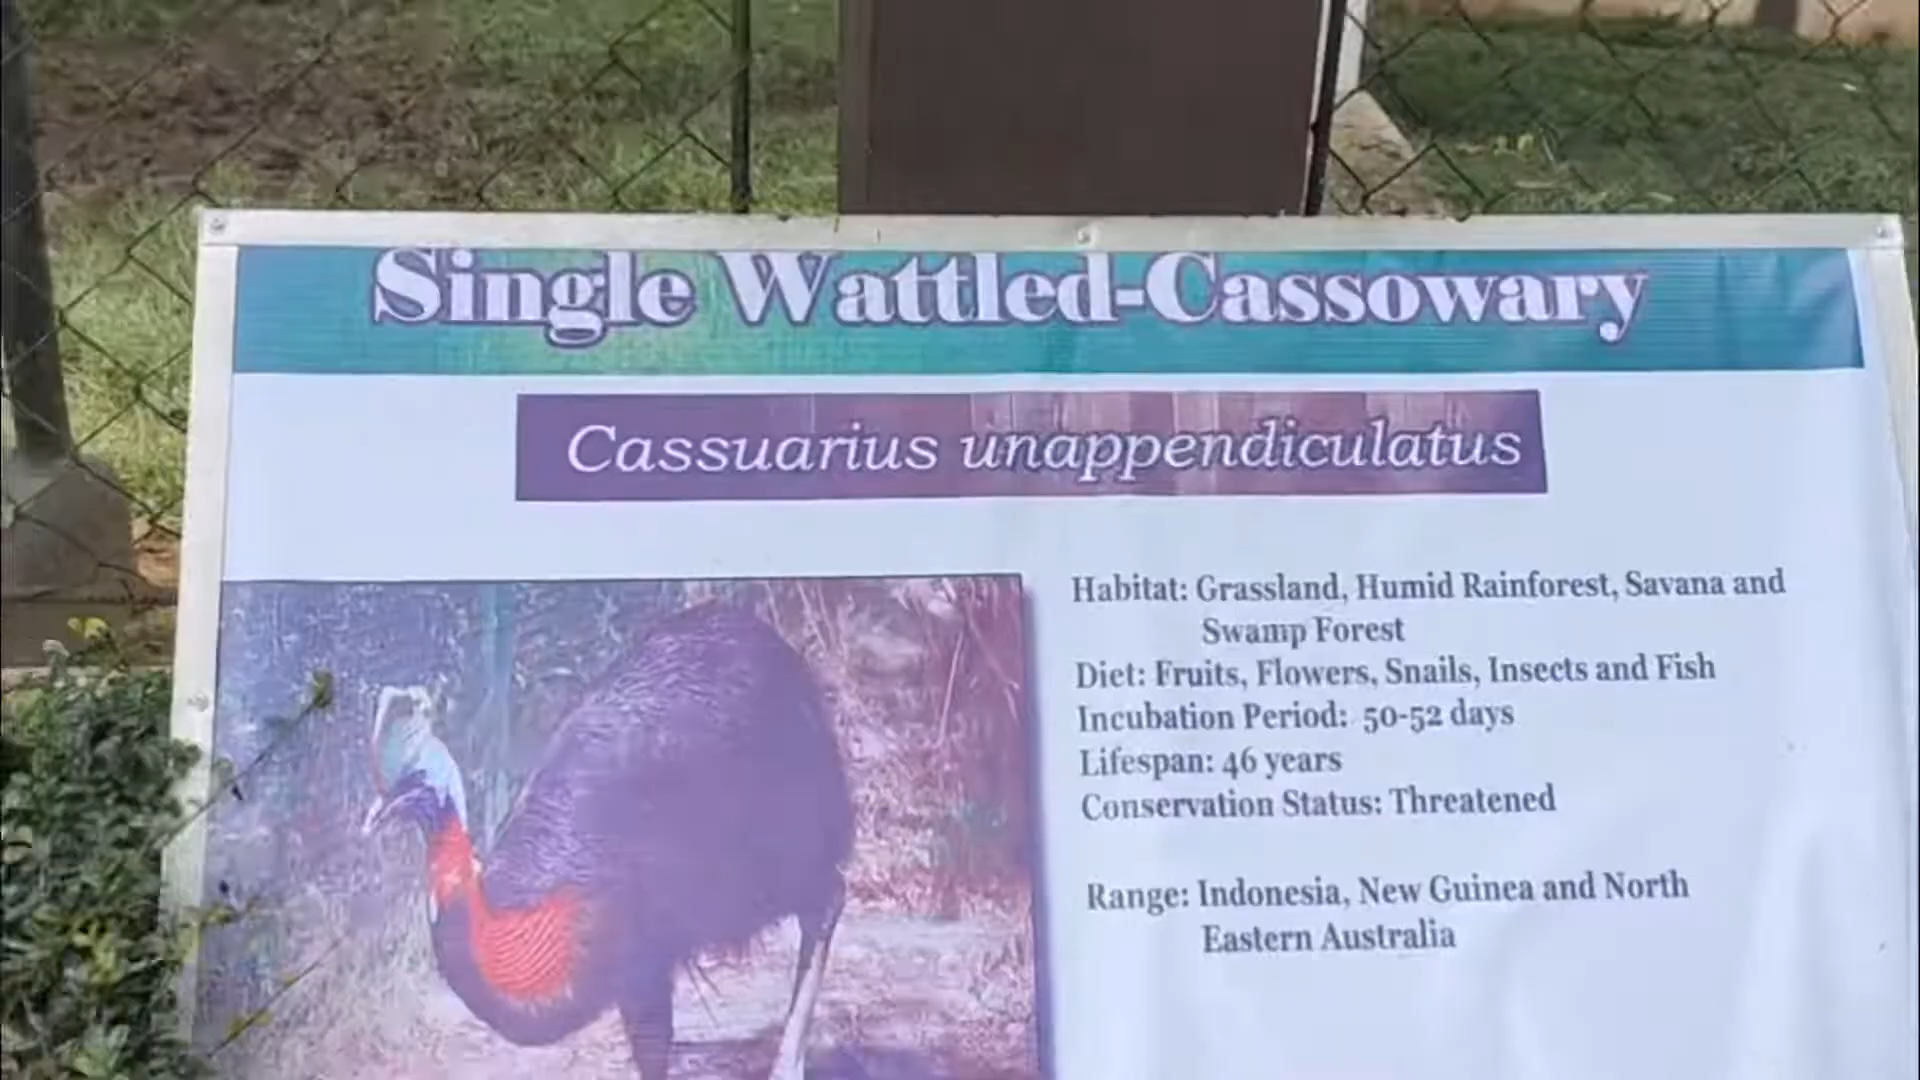 Single Wattled-Cassowary
Cassuarius unappendiculatus
Habitat: Grassland, Humid Rainforest, Savana and
Swamp Forest
Diet: Fruits, Flowers, Snails, Insects and Fish
Incubation Period: 50-52 days
Lifespan: 46 years
Conservation Status: Threatened
Range: Indonesia, New Guinea and North
Eastern Australia